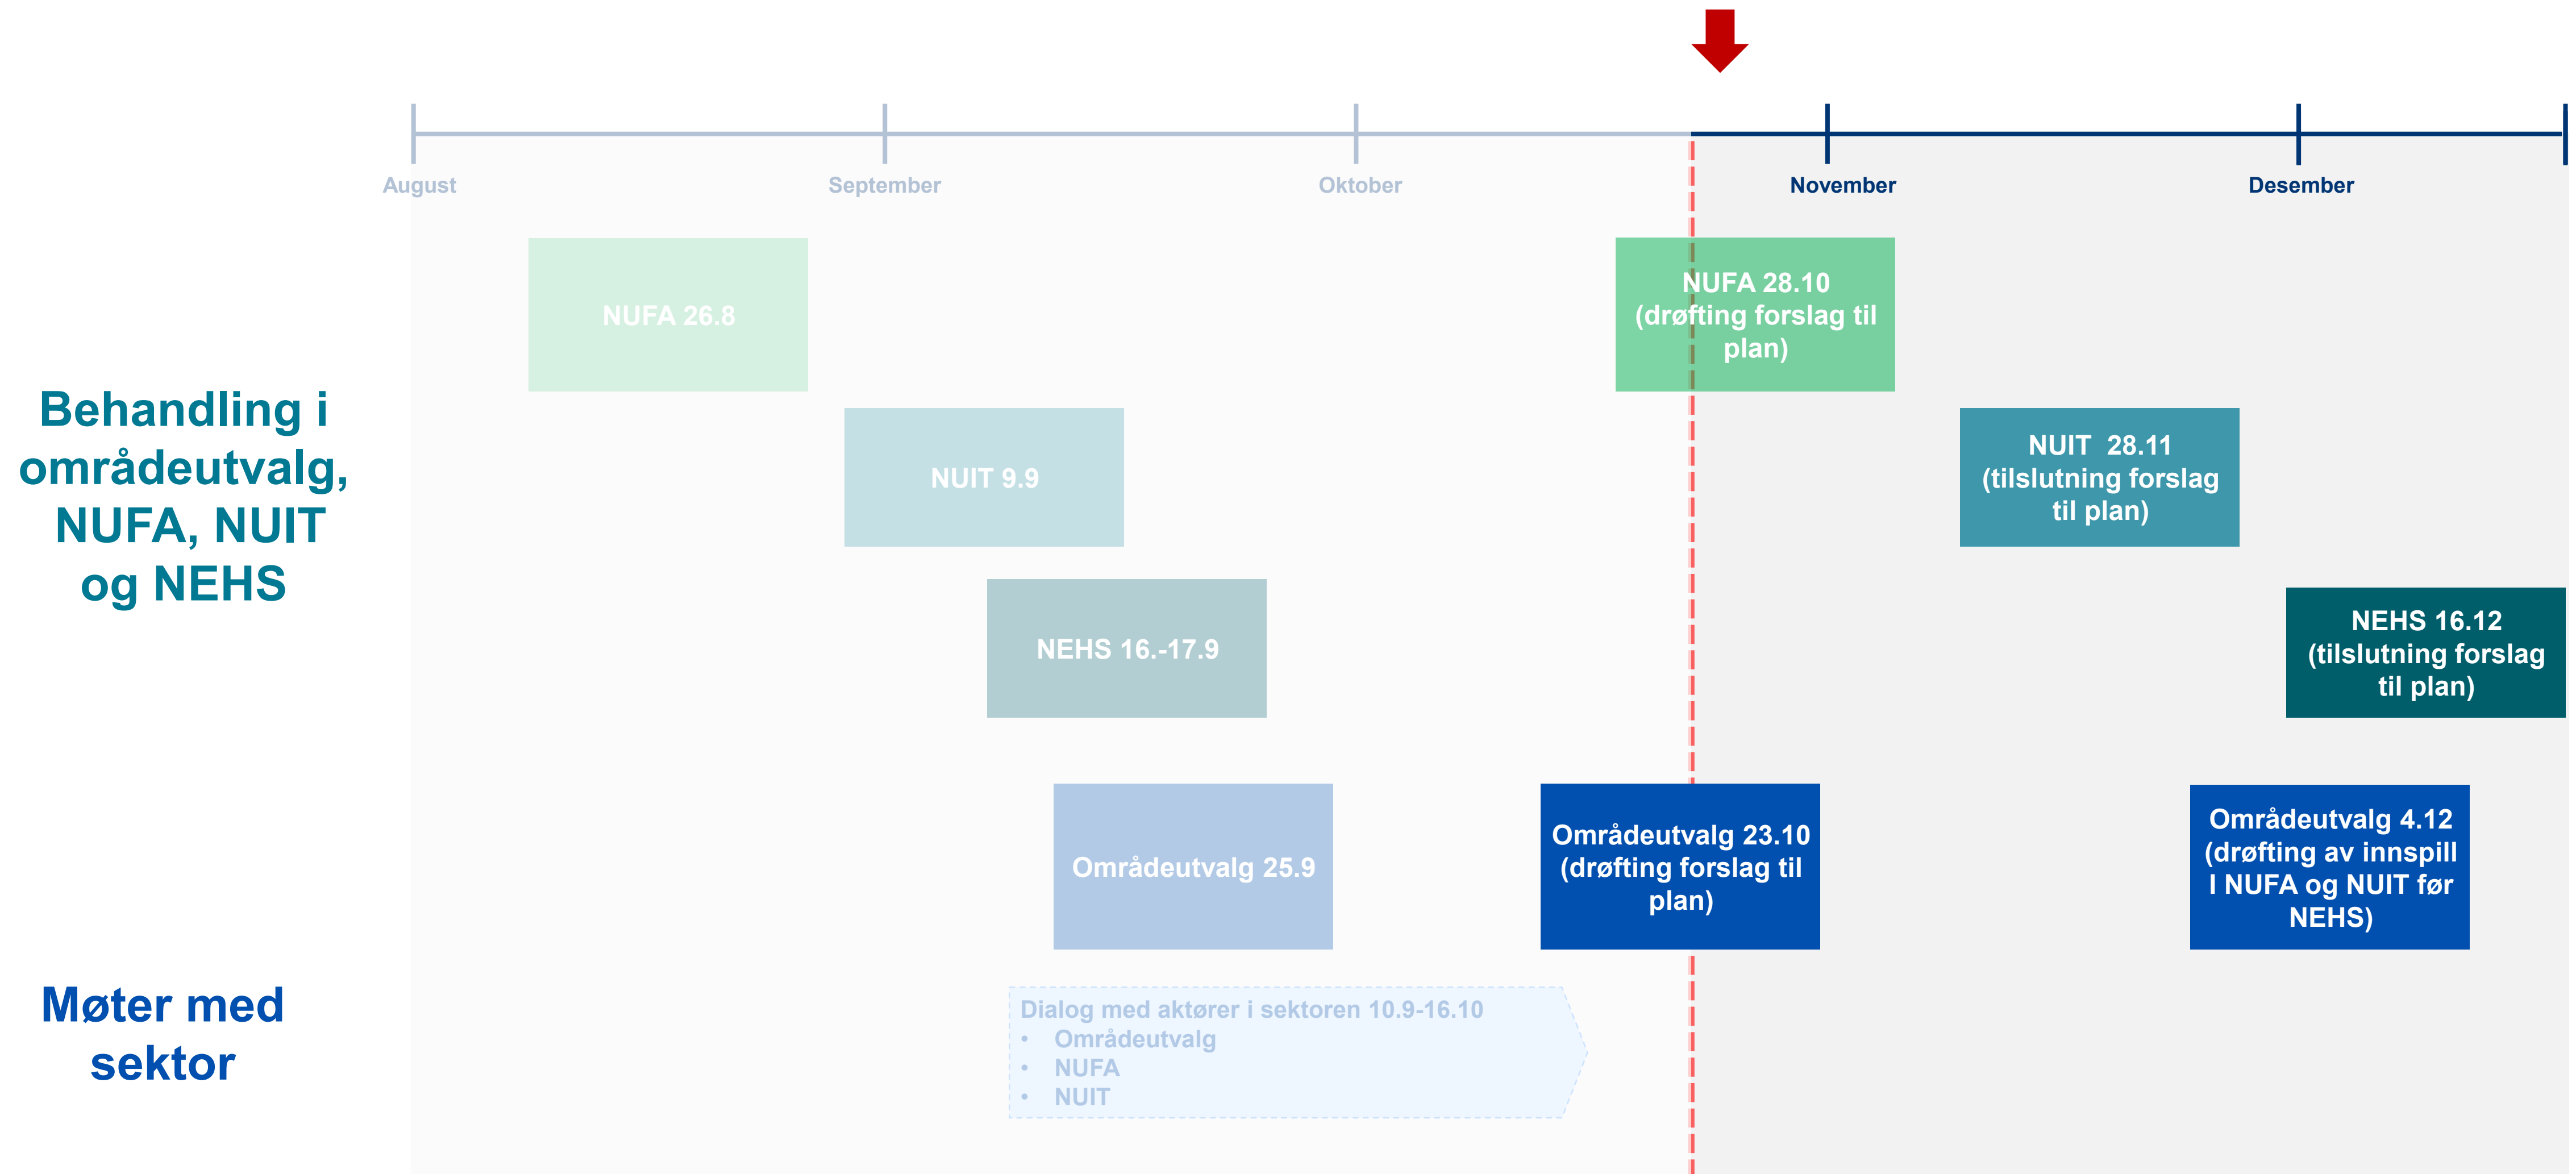 August
September
Oktober
November
Desember
Behandling i
områdeutvalg,
NUFA, NUIT
og NEHS
NUFA 26.8
NUFA 28.10
(drøfting forslag til
plan)
NUIT 9.9
NUIT  28.11
(tilslutning forslag
til plan)
NEHS 16.-17.9
NEHS 16.12
(tilslutning forslag
til plan)
Områdeutvalg 25.9
Områdeutvalg 23.10
(drøfting forslag til
plan)
Områdeutvalg 4.12
(drøfting av innspill
I NUFA og NUIT før
NEHS)
Møter med
sektor
Dialog med aktører i sektoren 10.9-16.10
• Områdeutvalg
• NUFA
• NUIT